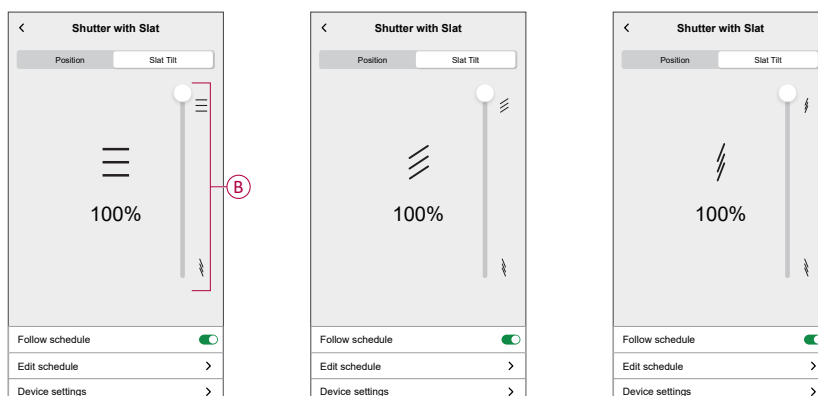 Shutter with Slat
Position Slat Tilt
B
100%
Follow schedule
Edit schedule
Device settings
Shutter with Slat
Position Slat Tilt
100%
Follow schedule
Edit schedule
Device settings
Shutter with Slat
Position Slat Tilt
100%
Follow schedule
Edit schedule
Device settings